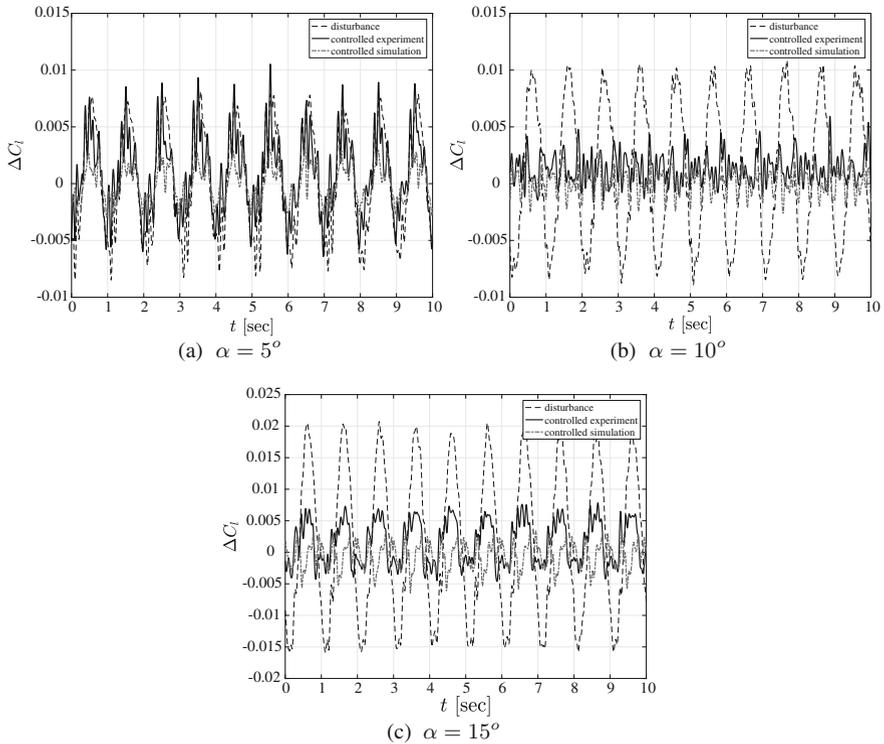 0.015
0.01
0.005
0
-0.005
-0.01
ΔC_l
disturbance
controlled experiment
controlled simulation
0 1 2 3 4 5 6 7 8 9 10
t [sec]
(a) α = 5°
0.015
0.01
0.005
0
-0.005
-0.01
ΔC_l
disturbance
controlled experiment
controlled simulation
0 1 2 3 4 5 6 7 8 9 10
t [sec]
(b) α = 10°
0.025
0.02
0.015
0.01
0.005
0
-0.005
-0.01
-0.015
-0.02
ΔC_l
disturbance
controlled experiment
controlled simulation
0 1 2 3 4 5 6 7 8 9 10
t [sec]
(c) α = 15°